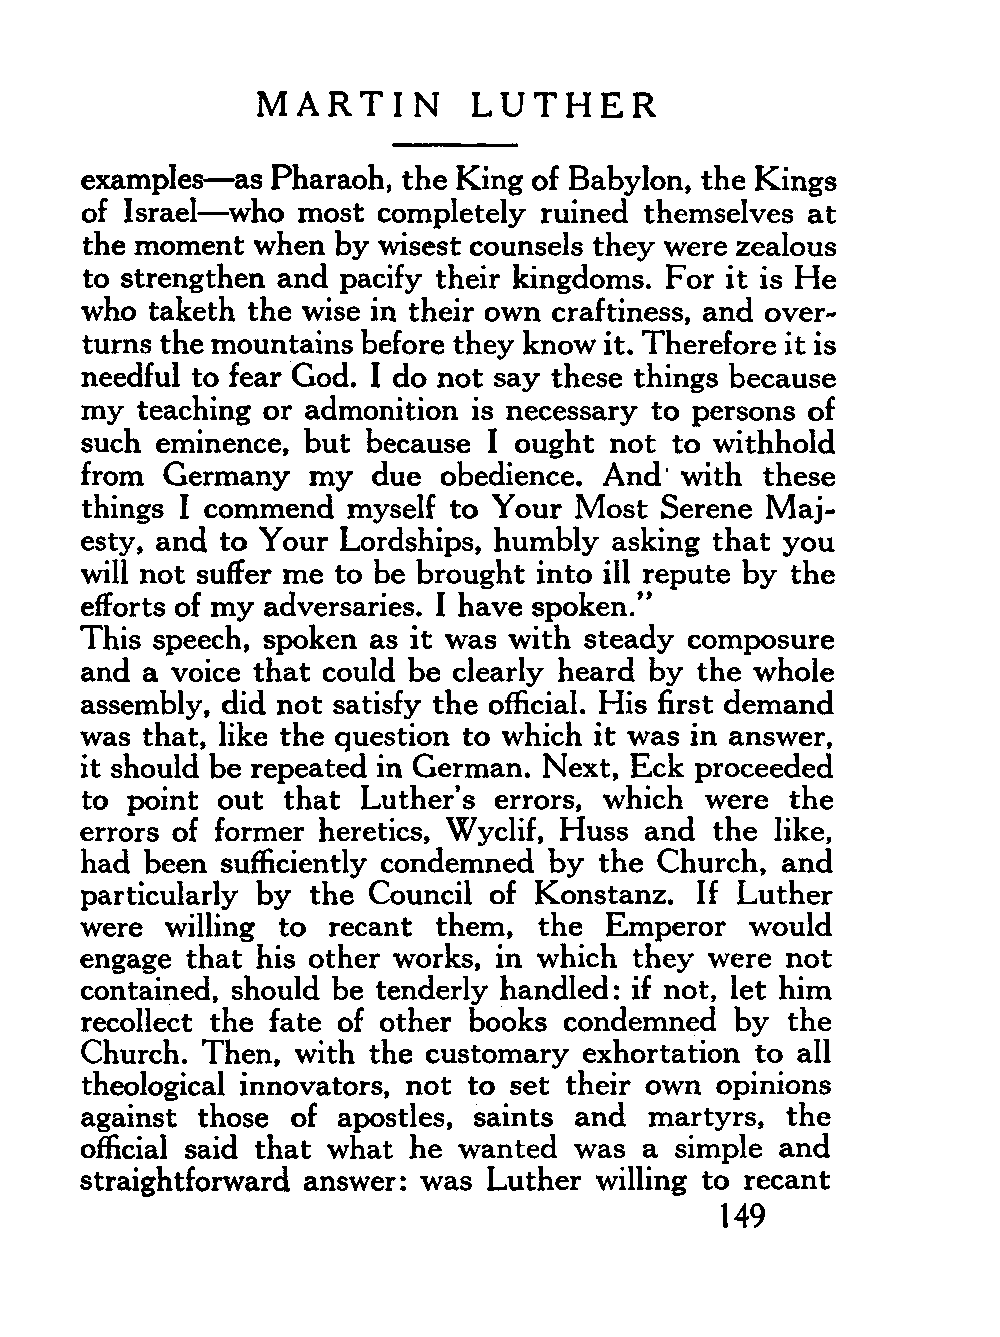 MARTIN LUTHER
examples—as Pharaoh, the King of Babylon, the Kings
of Israel—who most completely ruined themselves at
the moment when by wisest counsels they were zealous
to strengthen and pacify their kingdoms. For it is He
who taketh the wise in their own craftiness, and over-
turns the mountains before they know it. Therefore it is
needful to fear God. I do not say these things because
my teaching or admonition is necessary to persons of
such eminence, but because I ought not to withhold
from Germany my due obedience. And with these
things I commend myself to Your Most Serene Maj-
esty, and to Your Lordships, humbly asking that you
will not suffer me to be brought into ill repute by the
efforts of my adversaries. I have spoken."
This speech, spoken as it was with steady composure
and a voice that could be clearly heard by the whole
assembly, did not satisfy the official. His first demand
was that, like the question to which it was in answer,
it should be repeated in German. Next, Eck proceeded
to point out that Luther's errors, which were the
errors of former heretics, Wyclif, Huss and the like,
had been sufficiently condemned by the Church, and
particularly by the Council of Konstanz. If Luther
were willing to recant them, the Emperor would
engage that his other works, in which they were not
contained, should be tenderly handled: if not, let him
recollect the fate of other books condemned by the
Church. Then, with the customary exhortation to all
theological innovators, not to set their own opinions
against those of apostles, saints and martyrs, the
official said that what he wanted was a simple and
straightforward answer: was Luther willing to recant
149